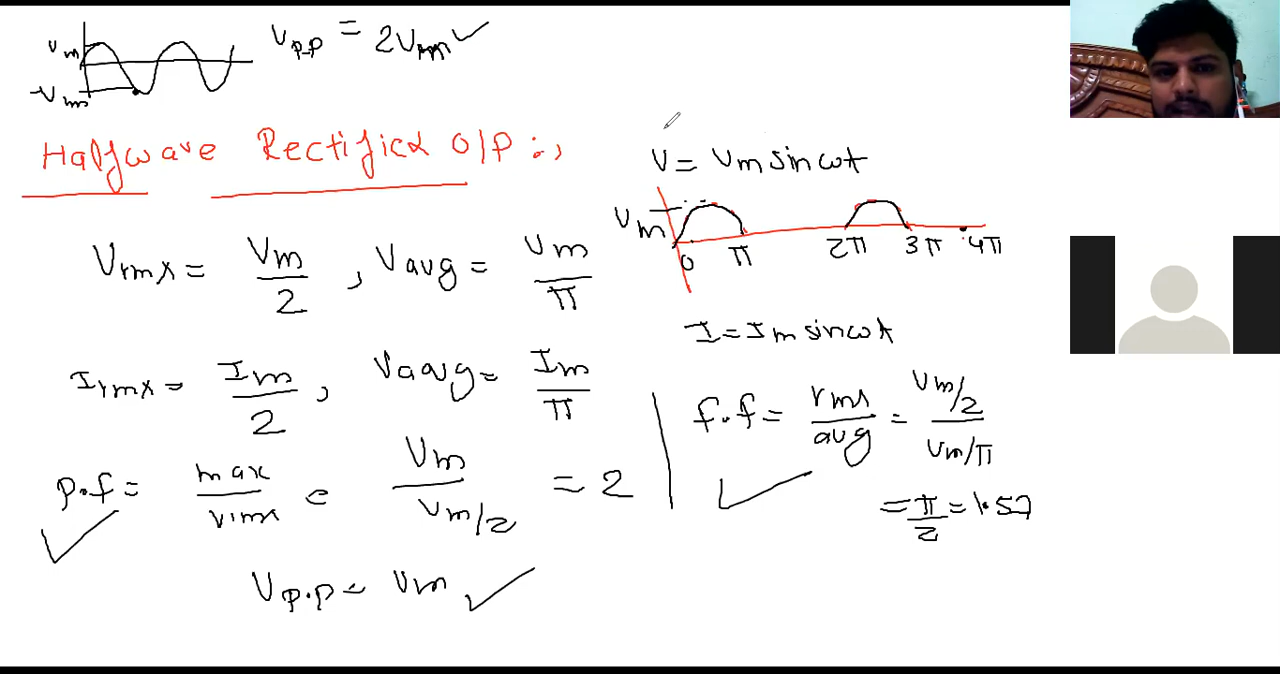 Vm
-Vm
Vp-p = 2Vm ✓
Halfwave Rectifier O/P :,
V = Vm sinωt
Vm
0 π 2π 3π 4π
Vrms = Vm/2 , Vavg = Vm/π
I = Im sinωt
Irms = Im/2 , Vaavg = Im/π
f.f = rms/avg = Vm/2 / Vm/π
= π/2 = 1.57
p.f = max/rms = Vm / Vm/2 = 2
Vp.p = Vm ✓